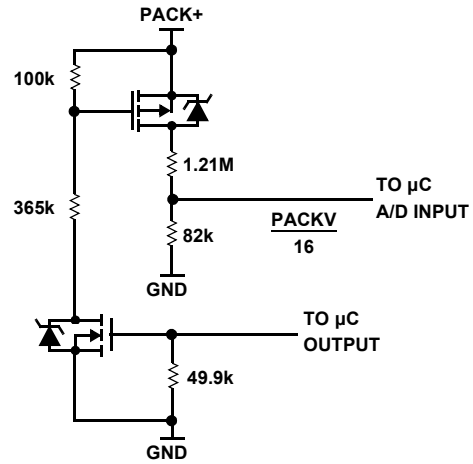 PACK+
100k
1.21M
365k
TO µC
A/D INPUT
PACKV
16
82k
GND
TO µC
OUTPUT
49.9k
GND